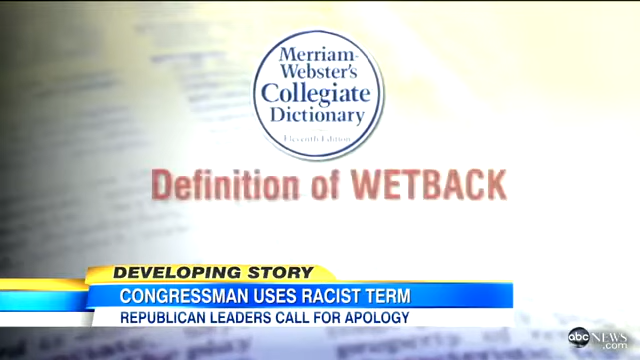 Merriam-
Webster's
Collegiate
Dictionary
Eleventh Edition
Definition of WETBACK
DEVELOPING STORY
CONGRESSMAN USES RACIST TERM
REPUBLICAN LEADERS CALL FOR APOLOGY
abc NEWS
.com